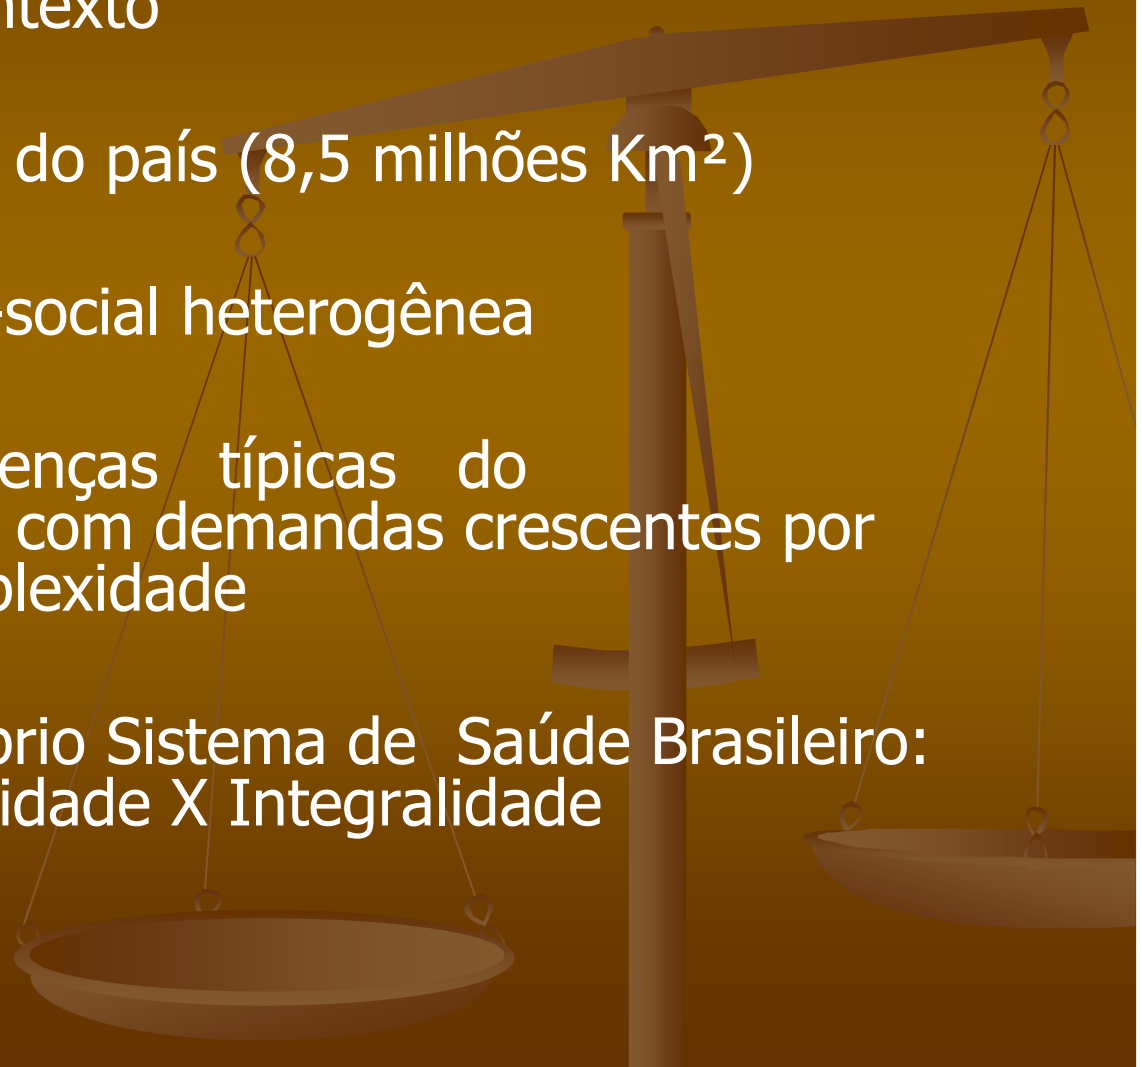 ntexto
do país (8,5 milhões Km²)
-social heterogênea
enças típicas do
com demandas crescentes por
plexidade
prio Sistema de Saúde Brasileiro:
idade X Integralidade